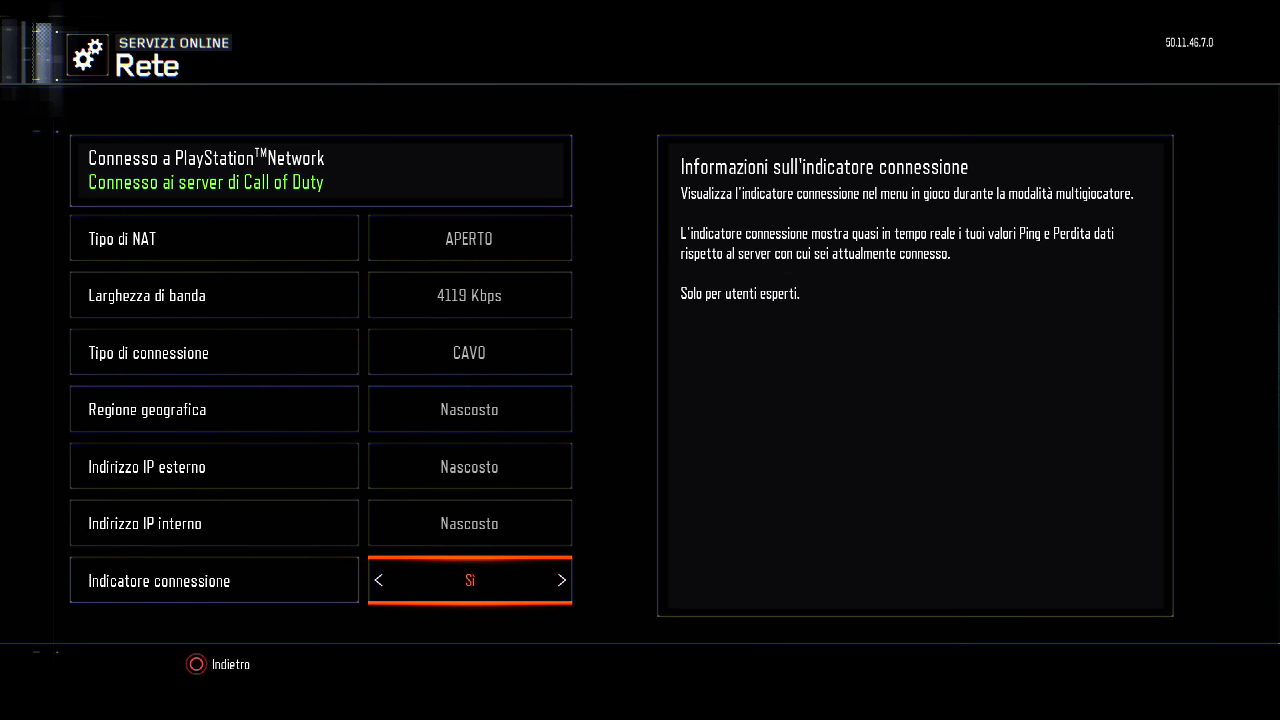 SERVIZI ONLINE
Rete
50.11.46.7.0
Connesso a PlayStation™Network
Connesso ai server di Call of Duty
Tipo di NAT
APERTO
Larghezza di banda
4119 Kbps
Tipo di connessione
CAVO
Regione geografica
Nascosto
Indirizzo IP esterno
Nascosto
Indirizzo IP interno
Nascosto
Indicatore connessione
< Sì >
Informazioni sull'indicatore connessione
Visualizza l'indicatore connessione nel menu in gioco durante la modalità multigiocatore.
L'indicatore connessione mostra quasi in tempo reale i tuoi valori Ping e Perdita dati
rispetto al server con cui sei attualmente connesso.
Solo per utenti esperti.
Indietro